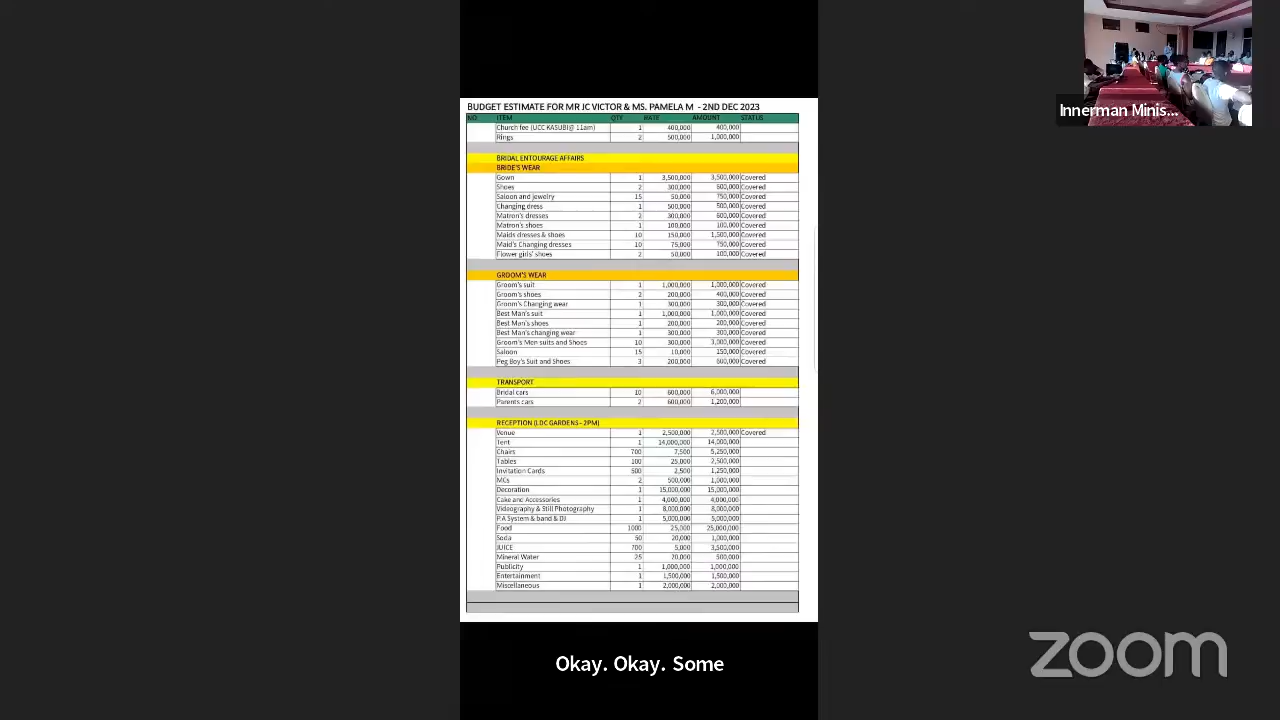 Innerman Minis...
BUDGET ESTIMATE FOR MR JC VICTOR & MS. PAMELA M - 2ND DEC 2023
NO ITEM QTY RATE AMOUNT STATUS
Church fee (UCC KASUBI@ 11am) 1 400,000 400,000
Rings 2 500,000 1,000,000
BRIDAL ENTOURAGE AFFAIRS
BRIDE'S WEAR
Gown 1 3,500,000 3,500,000 Covered
Shoes 2 300,000 600,000 Covered
Saloon and jewelry 15 50,000 750,000 Covered
Changing dress 1 500,000 500,000 Covered
Matron's dresses 2 300,000 600,000 Covered
Matron's shoes 1 100,000 100,000 Covered
Maids dresses & shoes 10 150,000 1,500,000 Covered
Maid's Changing dresses 10 75,000 750,000 Covered
Flower girls' shoes 2 50,000 100,000 Covered
GROOM'S WEAR
Groom's suit 1 1,000,000 1,000,000 Covered
Groom's shoes 2 200,000 400,000 Covered
Groom's Changing wear 1 300,000 300,000 Covered
Best Man's suit 1 1,000,000 1,000,000 Covered
Best Man's shoes 1 200,000 200,000 Covered
Best Man's changing wear 1 300,000 300,000 Covered
Groom's Men suits and Shoes 10 300,000 3,000,000 Covered
Saloon 15 10,000 150,000 Covered
Peg Boy's Suit and Shoes 3 200,000 600,000 Covered
TRANSPORT
Bridal cars 10 600,000 6,000,000
Parents cars 2 600,000 1,200,000
RECEPTION (LDC GARDENS - 2PM)
Venue 1 2,500,000 2,500,000 Covered
Tent 1 14,000,000 14,000,000
Chairs 700 7,500 5,250,000
Tables 100 25,000 2,500,000
Invitation Cards 500 2,500 1,250,000
MCs 2 500,000 1,000,000
Decoration 1 15,000,000 15,000,000
Cake and Accessories 1 4,000,000 4,000,000
Videography & Still Photography 1 8,000,000 8,000,000
P.A System & band & DJ 1 5,000,000 5,000,000
Food 1000 25,000 25,000,000
Soda 50 20,000 1,000,000
JUICE 700 5,000 3,500,000
Mineral Water 25 20,000 500,000
Publicity 1 1,000,000 1,000,000
Entertainment 1 1,500,000 1,500,000
Miscellaneous 1 2,000,000 2,000,000
Okay. Okay. Some
zoom